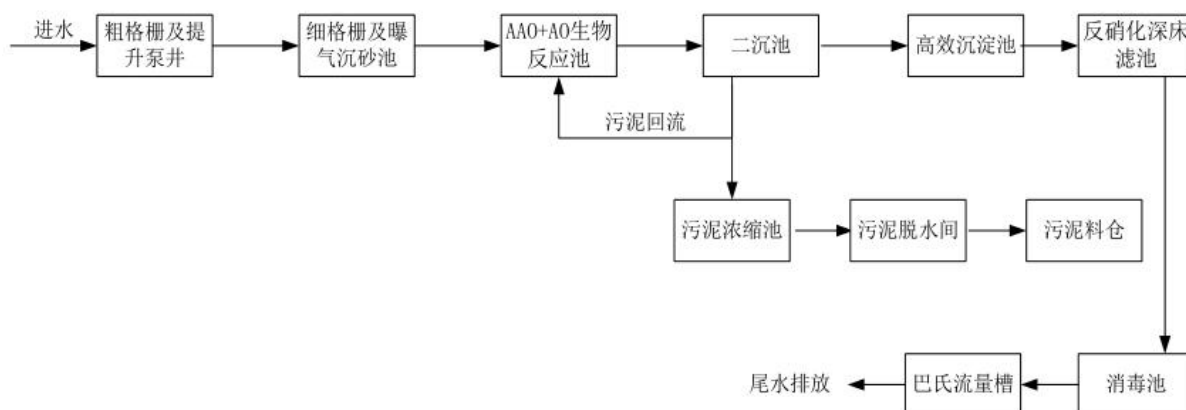 进水
粗格栅及提
升泵井
细格栅及曝
气沉砂池
AAO+AO生物
反应池
二沉池
高效沉淀池
反硝化深床
滤池
污泥回流
污泥浓缩池
污泥脱水间
污泥料仓
尾水排放
巴氏流量槽
消毒池